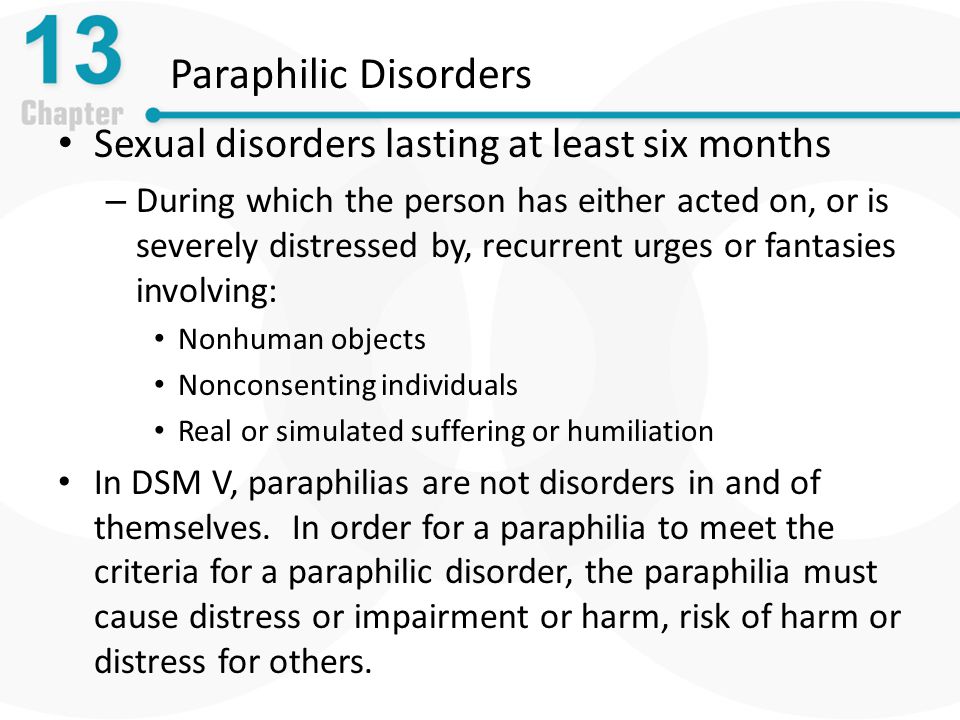 13
Chapter
Paraphilic Disorders
• Sexual disorders lasting at least six months
– During which the person has either acted on, or is
severely distressed by, recurrent urges or fantasies
involving:
• Nonhuman objects
• Nonconsenting individuals
• Real or simulated suffering or humiliation
• In DSM V, paraphilias are not disorders in and of
themselves.  In order for a paraphilia to meet the
criteria for a paraphilic disorder, the paraphilia must
cause distress or impairment or harm, risk of harm or
distress for others.